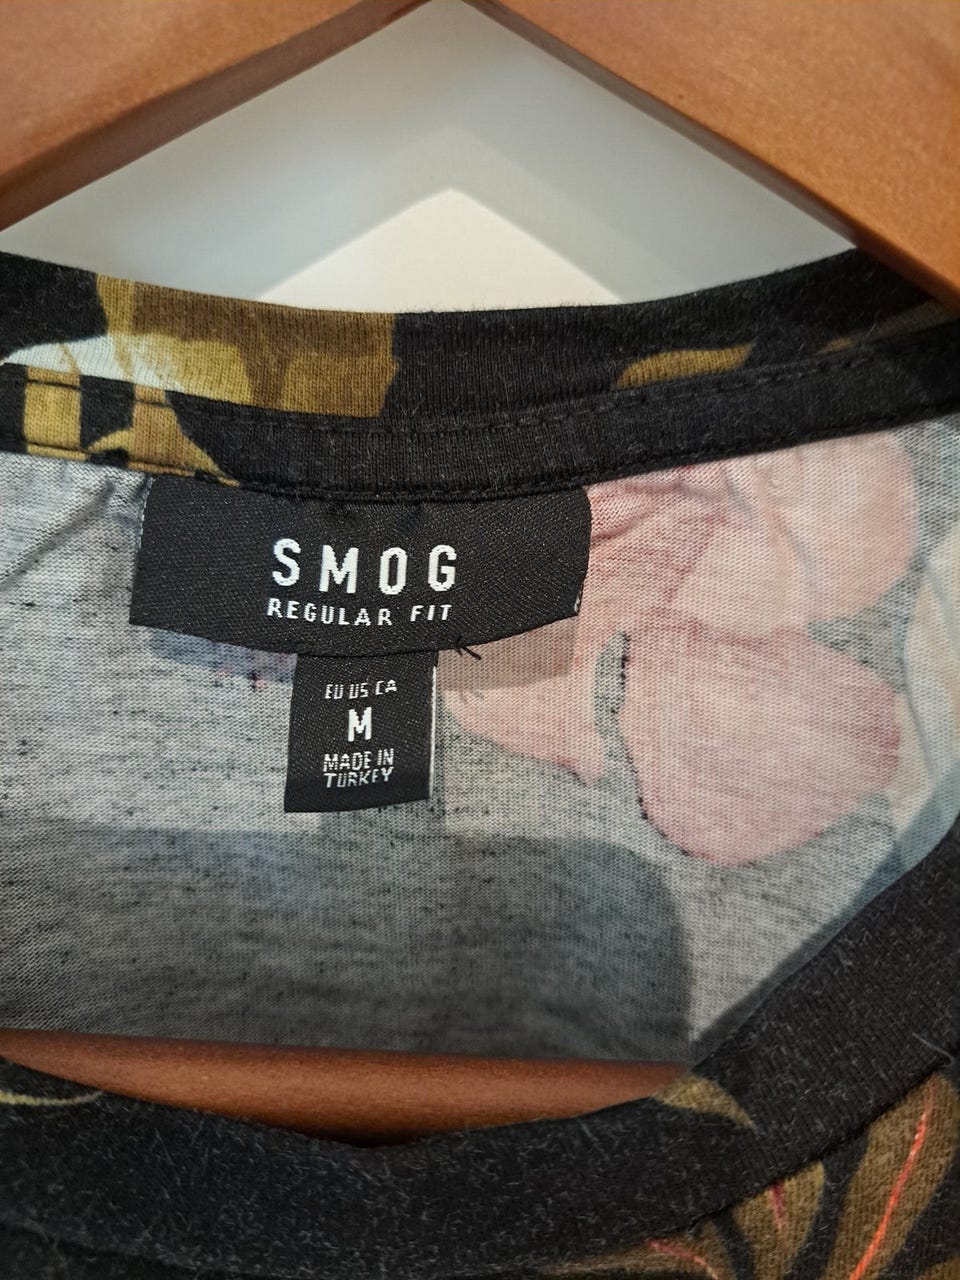 SMOG
REGULAR FIT
EU US CA
M
MADE IN
TURKEY